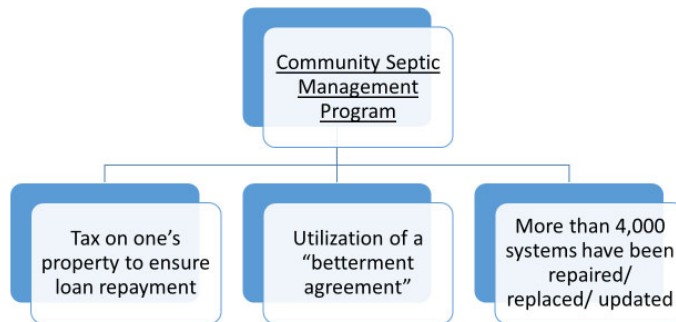 Community Septic
Management
Program
Tax on one’s
property to ensure
loan repayment
Utilization of a
“betterment
agreement”
More than 4,000
systems have been
repaired/
replaced/ updated